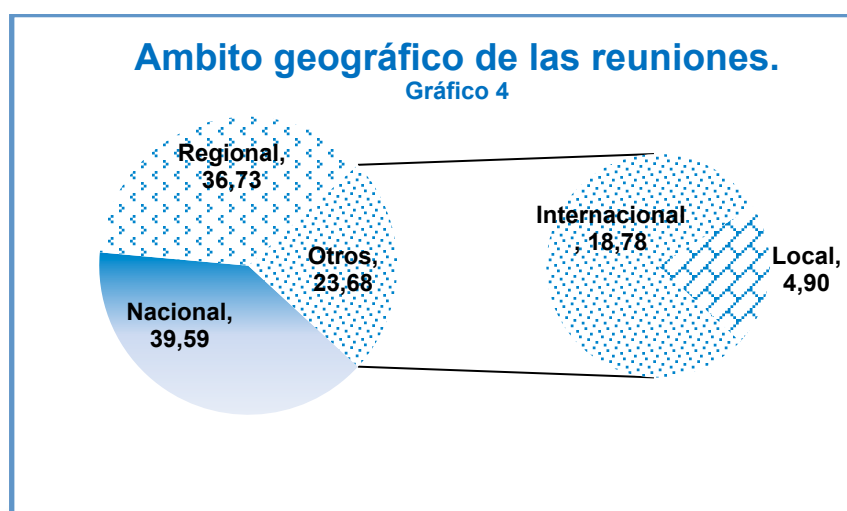 Ambito geográfico de las reuniones.
Gráfico 4
Regional,
36,73
Otros,
23,68
Nacional,
39,59
Internacional
, 18,78
Local,
4,90